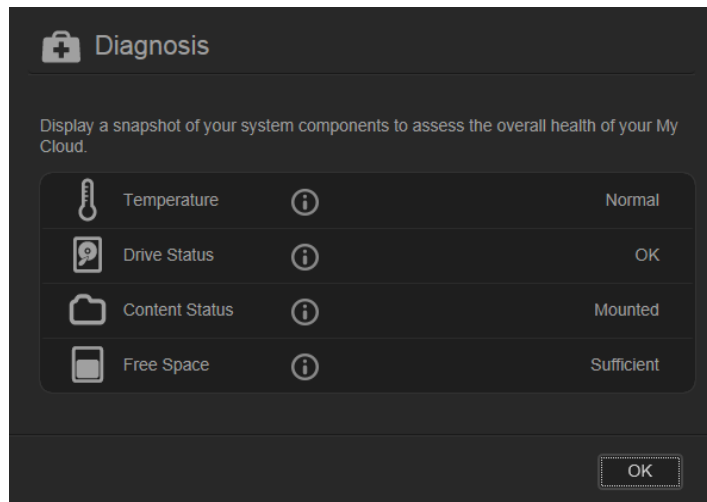 Diagnosis
Display a snapshot of your system components to assess the overall health of your My
Cloud.
Temperature Normal
Drive Status OK
Content Status Mounted
Free Space Sufficient
OK